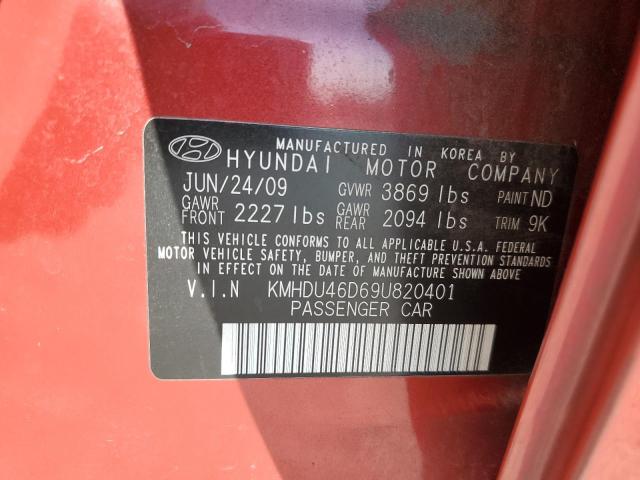 MANUFACTURED IN KOREA BY
HYUNDAI MOTOR COMPANY
JUN/24/09 GVWR 3869 lbs PAINT ND
GAWR FRONT 2227 lbs GAWR REAR 2094 lbs TRIM 9K
THIS VEHICLE CONFORMS TO ALL APPLICABLE U.S.A. FEDERAL
MOTOR VEHICLE SAFETY, BUMPER, AND THEFT PREVENTION STANDARDS
IN EFFECT ON THE DATE OF MANUFACTURE SHOWN ABOVE.
V.I.N KMHDU46D69U820401
PASSENGER CAR